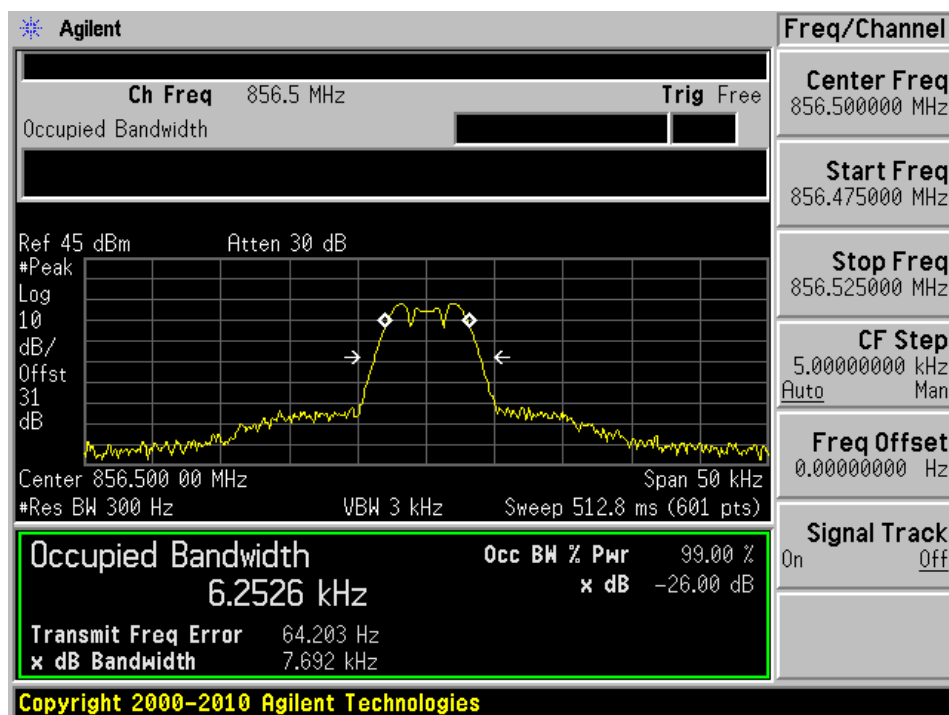 Agilent
Freq/Channel
Ch Freq 856.5 MHz Trig Free
Occupied Bandwidth
Center Freq
856.500000 MHz
Start Freq
856.475000 MHz
Stop Freq
856.525000 MHz
CF Step
5.00000000 kHz
Auto Man
Freq Offset
0.00000000 Hz
Signal Track
On Off
Ref 45 dBm Atten 30 dB
#Peak
Log
10
dB/
Offst
31
dB
Center 856.500 00 MHz Span 50 kHz
#Res BW 300 Hz VBW 3 kHz Sweep 512.8 ms (601 pts)
Occupied Bandwidth
6.2526 kHz
Occ BW % Pwr 99.00 %
x dB -26.00 dB
Transmit Freq Error 64.203 Hz
x dB Bandwidth 7.692 kHz
Copyright 2000-2010 Agilent Technologies